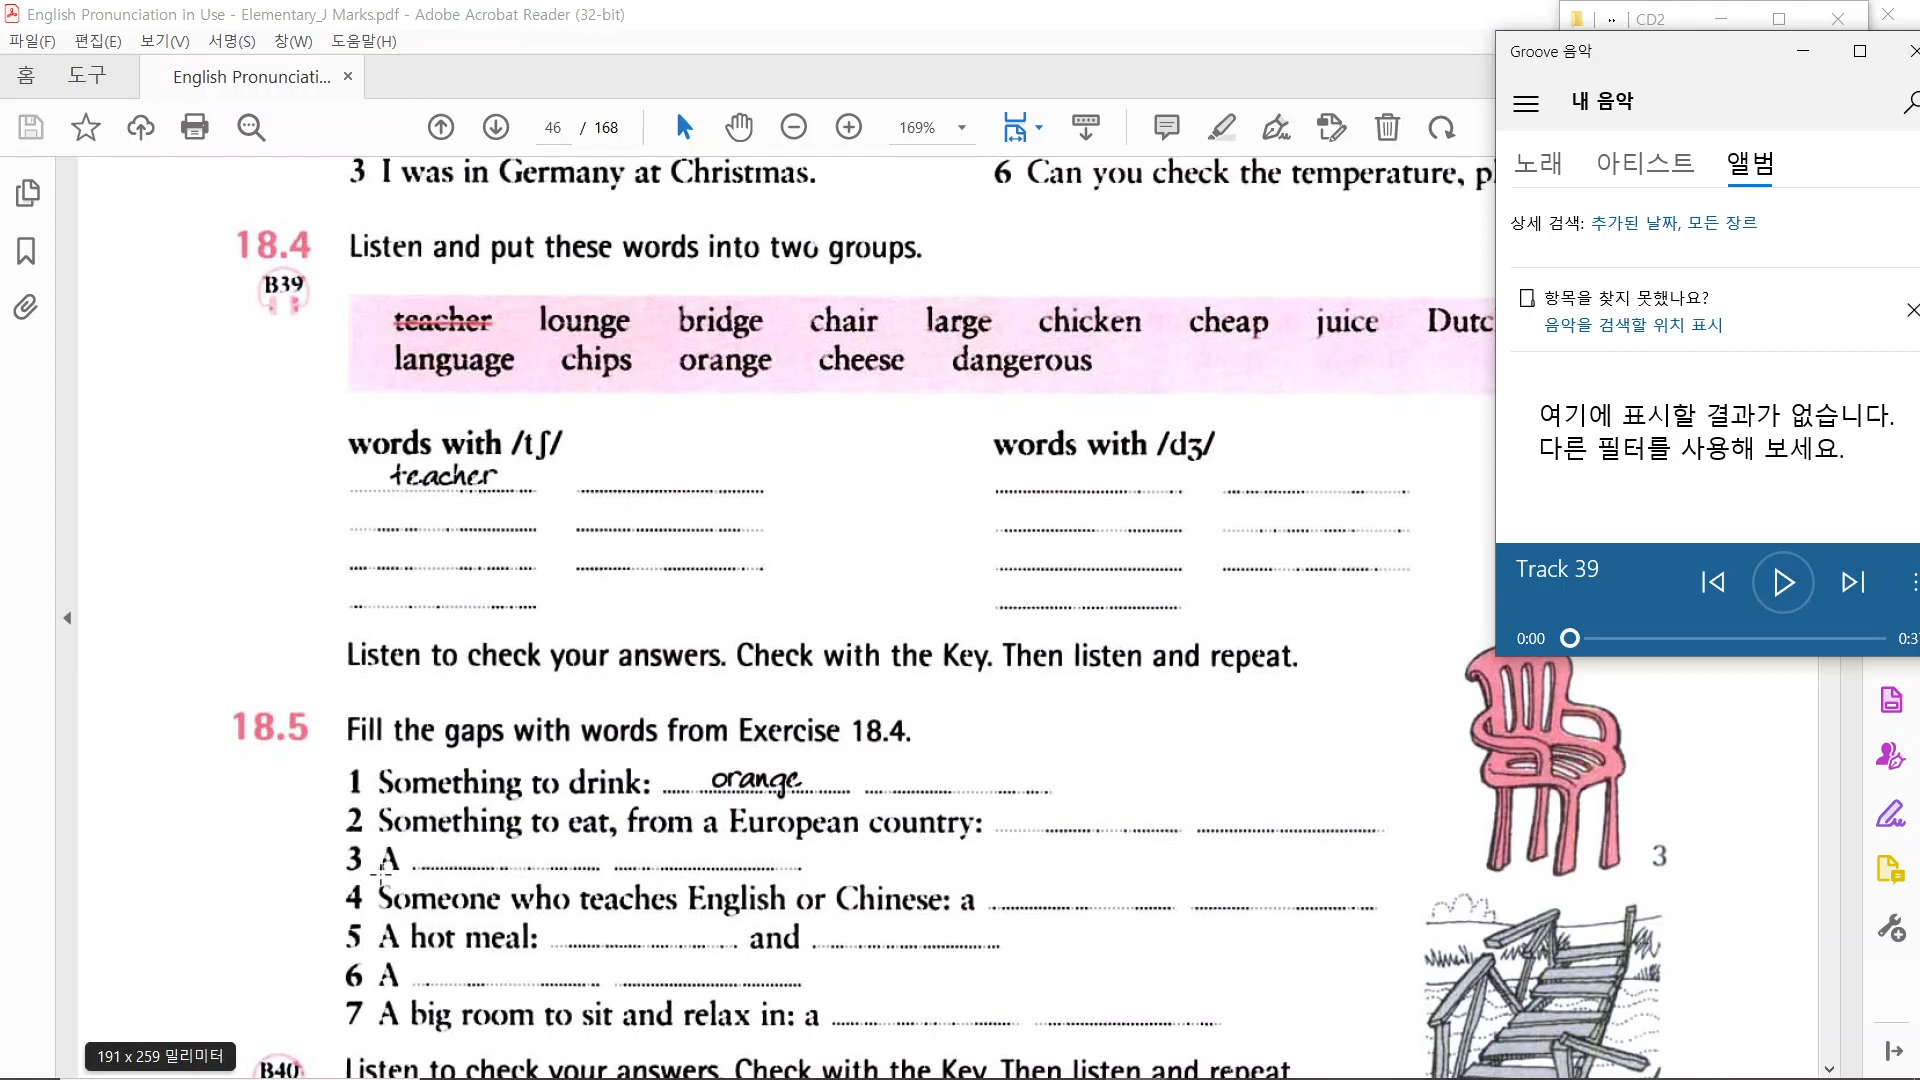 English Pronunciation in Use - Elementary_J Marks.pdf - Adobe Acrobat Reader (32-bit)
CD2
파일(F) 편집(E) 보기(V) 서명(S) 창(W) 도움말(H)
홈 도구 English Pronunciati... ×
46 / 168 169%
3 I was in Germany at Christmas. 6 Can you check the temperature, p
18.4 Listen and put these words into two groups.
B39
teacher lounge bridge chair large chicken cheap juice Dutc
language chips orange cheese dangerous
words with /tʃ/ words with /dʒ/
teacher
Listen to check your answers. Check with the Key. Then listen and repeat.
18.5 Fill the gaps with words from Exercise 18.4.
1 Something to drink: orange
2 Something to eat, from a European country:
3 A
4 Someone who teaches English or Chinese: a
5 A hot meal: and
6 A
7 A big room to sit and relax in: a
B40 Listen to check your answers. Check with the Key. Then listen and repeat
3
191 x 259 밀리미터
Groove 음악
내 음악
노래 아티스트 앨범
상세 검색: 추가된 날짜, 모든 장르
항목을 찾지 못했나요?
음악을 검색할 위치 표시
여기에 표시할 결과가 없습니다.
다른 필터를 사용해 보세요.
Track 39
0:00 0:3